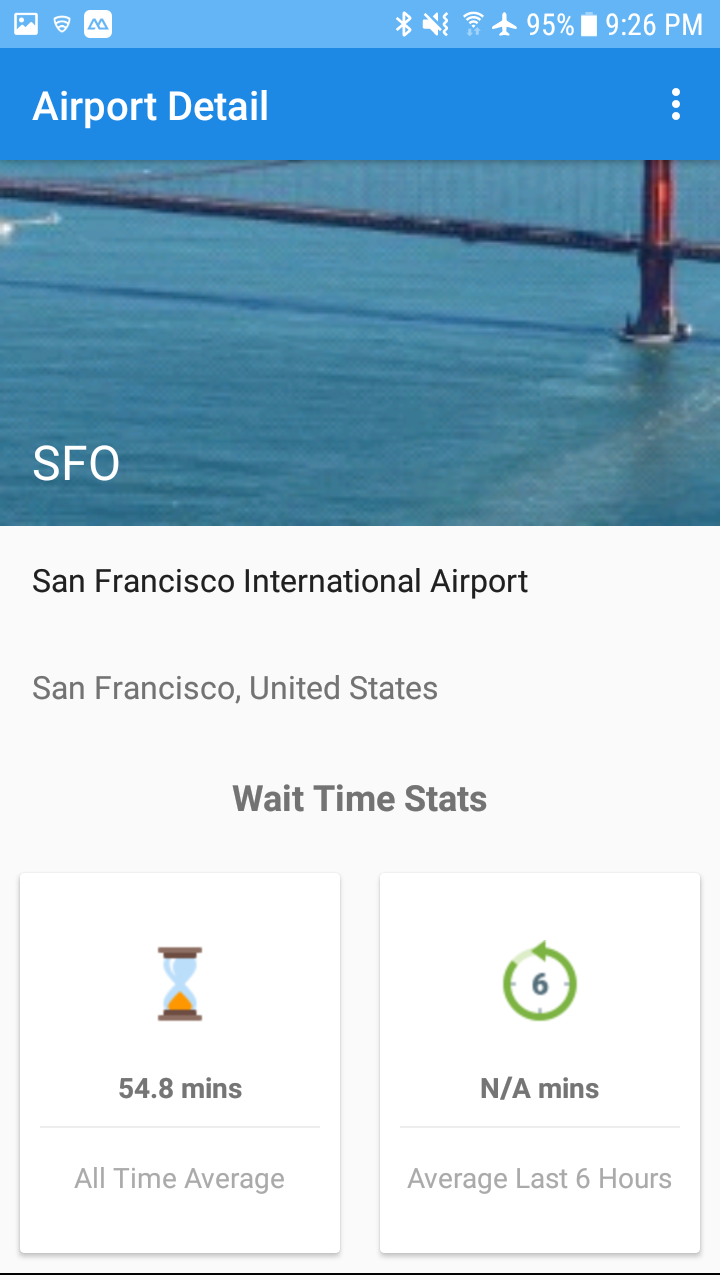 95% 9:26 PM
Airport Detail
SFO
San Francisco International Airport
San Francisco, United States
Wait Time Stats
6
54.8 mins
N/A mins
All Time Average
Average Last 6 Hours